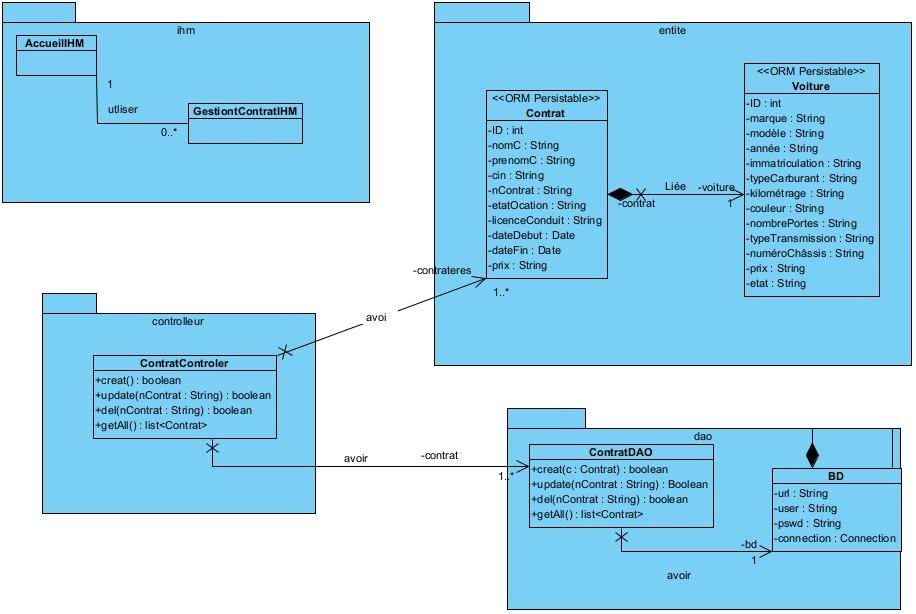 ihm
AccueilIHM
1
utliser
0..*
GestiontContratIHM
entite
<<ORM Persistable>>
Contrat
-ID : int
-nomC : String
-prenomC : String
-cin : String
-nContrat : String
-etatOcation : String
-licenceConduit : String
-dateDebut : Date
-dateFin : Date
-prix : String
Liée
-contrat
-voiture
1
<<ORM Persistable>>
Voiture
-ID : int
-marque : String
-modèle : String
-année : String
-immatriculation : String
-typeCarburant : String
-kilométrage : String
-couleur : String
-nombrePortes : String
-typeTransmission : String
-numéroChâssis : String
-prix : String
-etat : String
-contrateres
1..*
avoi
controlleur
ContratControler
+creat() : boolean
+update(nContrat : String) : boolean
+del(nContrat : String) : boolean
+getAll() : list<Contrat>
avoir
-contrat
1..*
dao
ContratDAO
+creat(c : Contrat) : boolean
+update(nContrat : String) : Boolean
+del(nContrat : String) : boolean
+getAll() : list<Contrat>
BD
-url : String
-user : String
-pswd : String
-connection : Connection
-bd
1
avoir